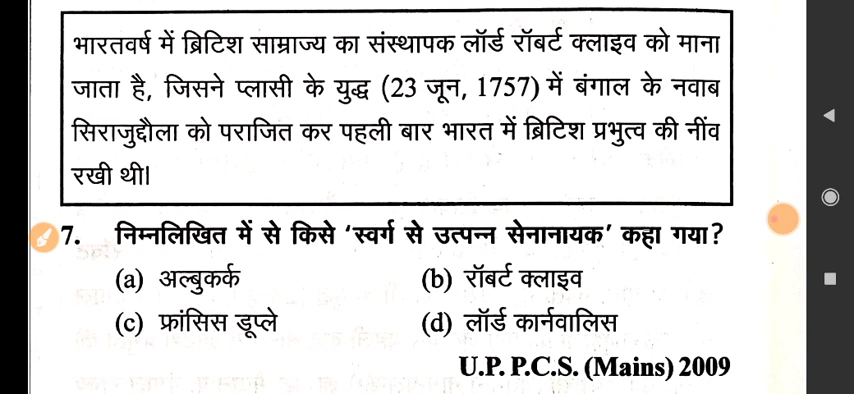 भारतवर्ष में ब्रिटिश साम्राज्य का संस्थापक लॉर्ड रॉबर्ट क्लाइव को माना
जाता है, जिसने प्लासी के युद्ध (23 जून, 1757) में बंगाल के नवाब
सिराजुद्दौला को पराजित कर पहली बार भारत में ब्रिटिश प्रभुत्व की नींव
रखी थी।
7. निम्नलिखित में से किसे ‘स्वर्ग से उत्पन्न सेनानायक’ कहा गया?
(a) अल्बुकर्क (b) रॉबर्ट क्लाइव
(c) फ्रांसिस डूप्ले (d) लॉर्ड कार्नवालिस
U.P. P.C.S. (Mains) 2009